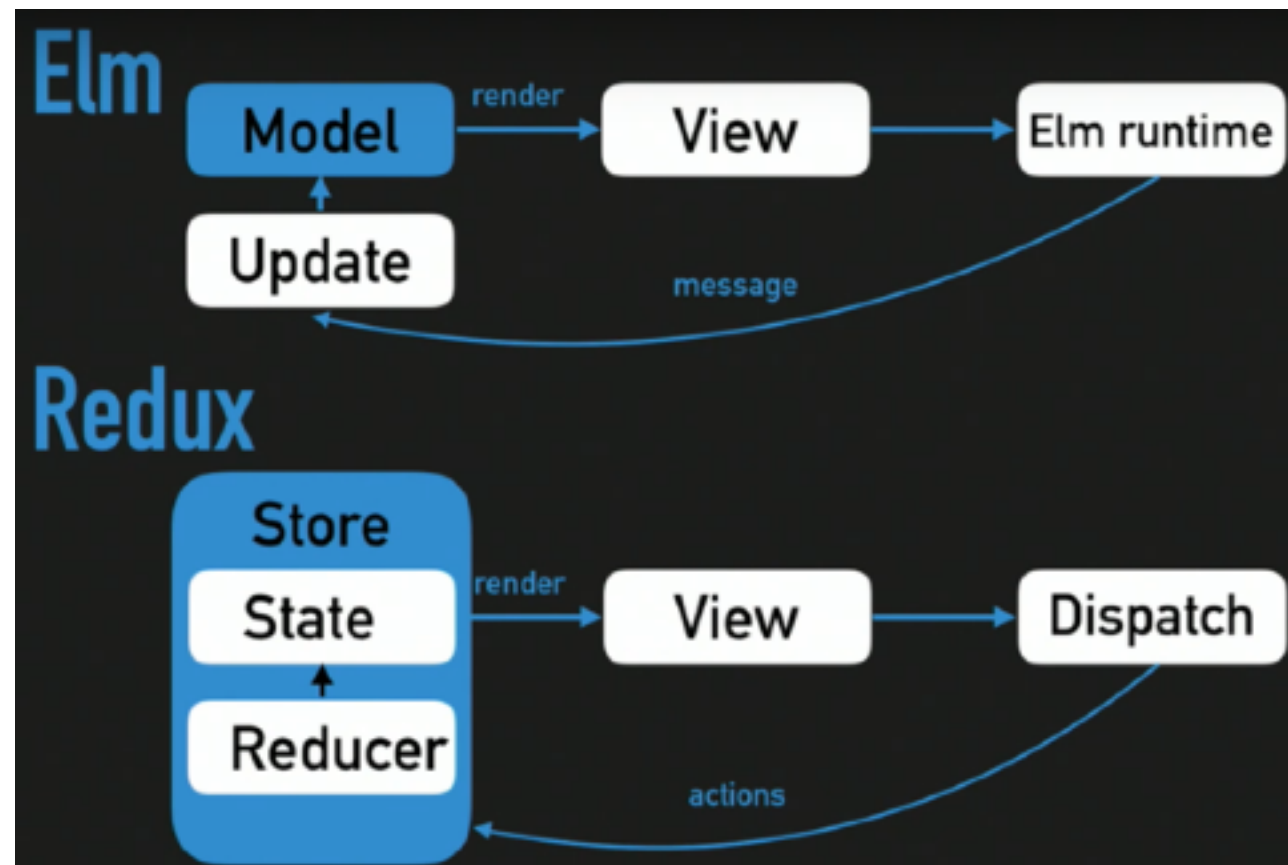 Elm
Model
render
View
Elm runtime
Update
message
Redux
Store
State
render
View
Dispatch
Reducer
actions